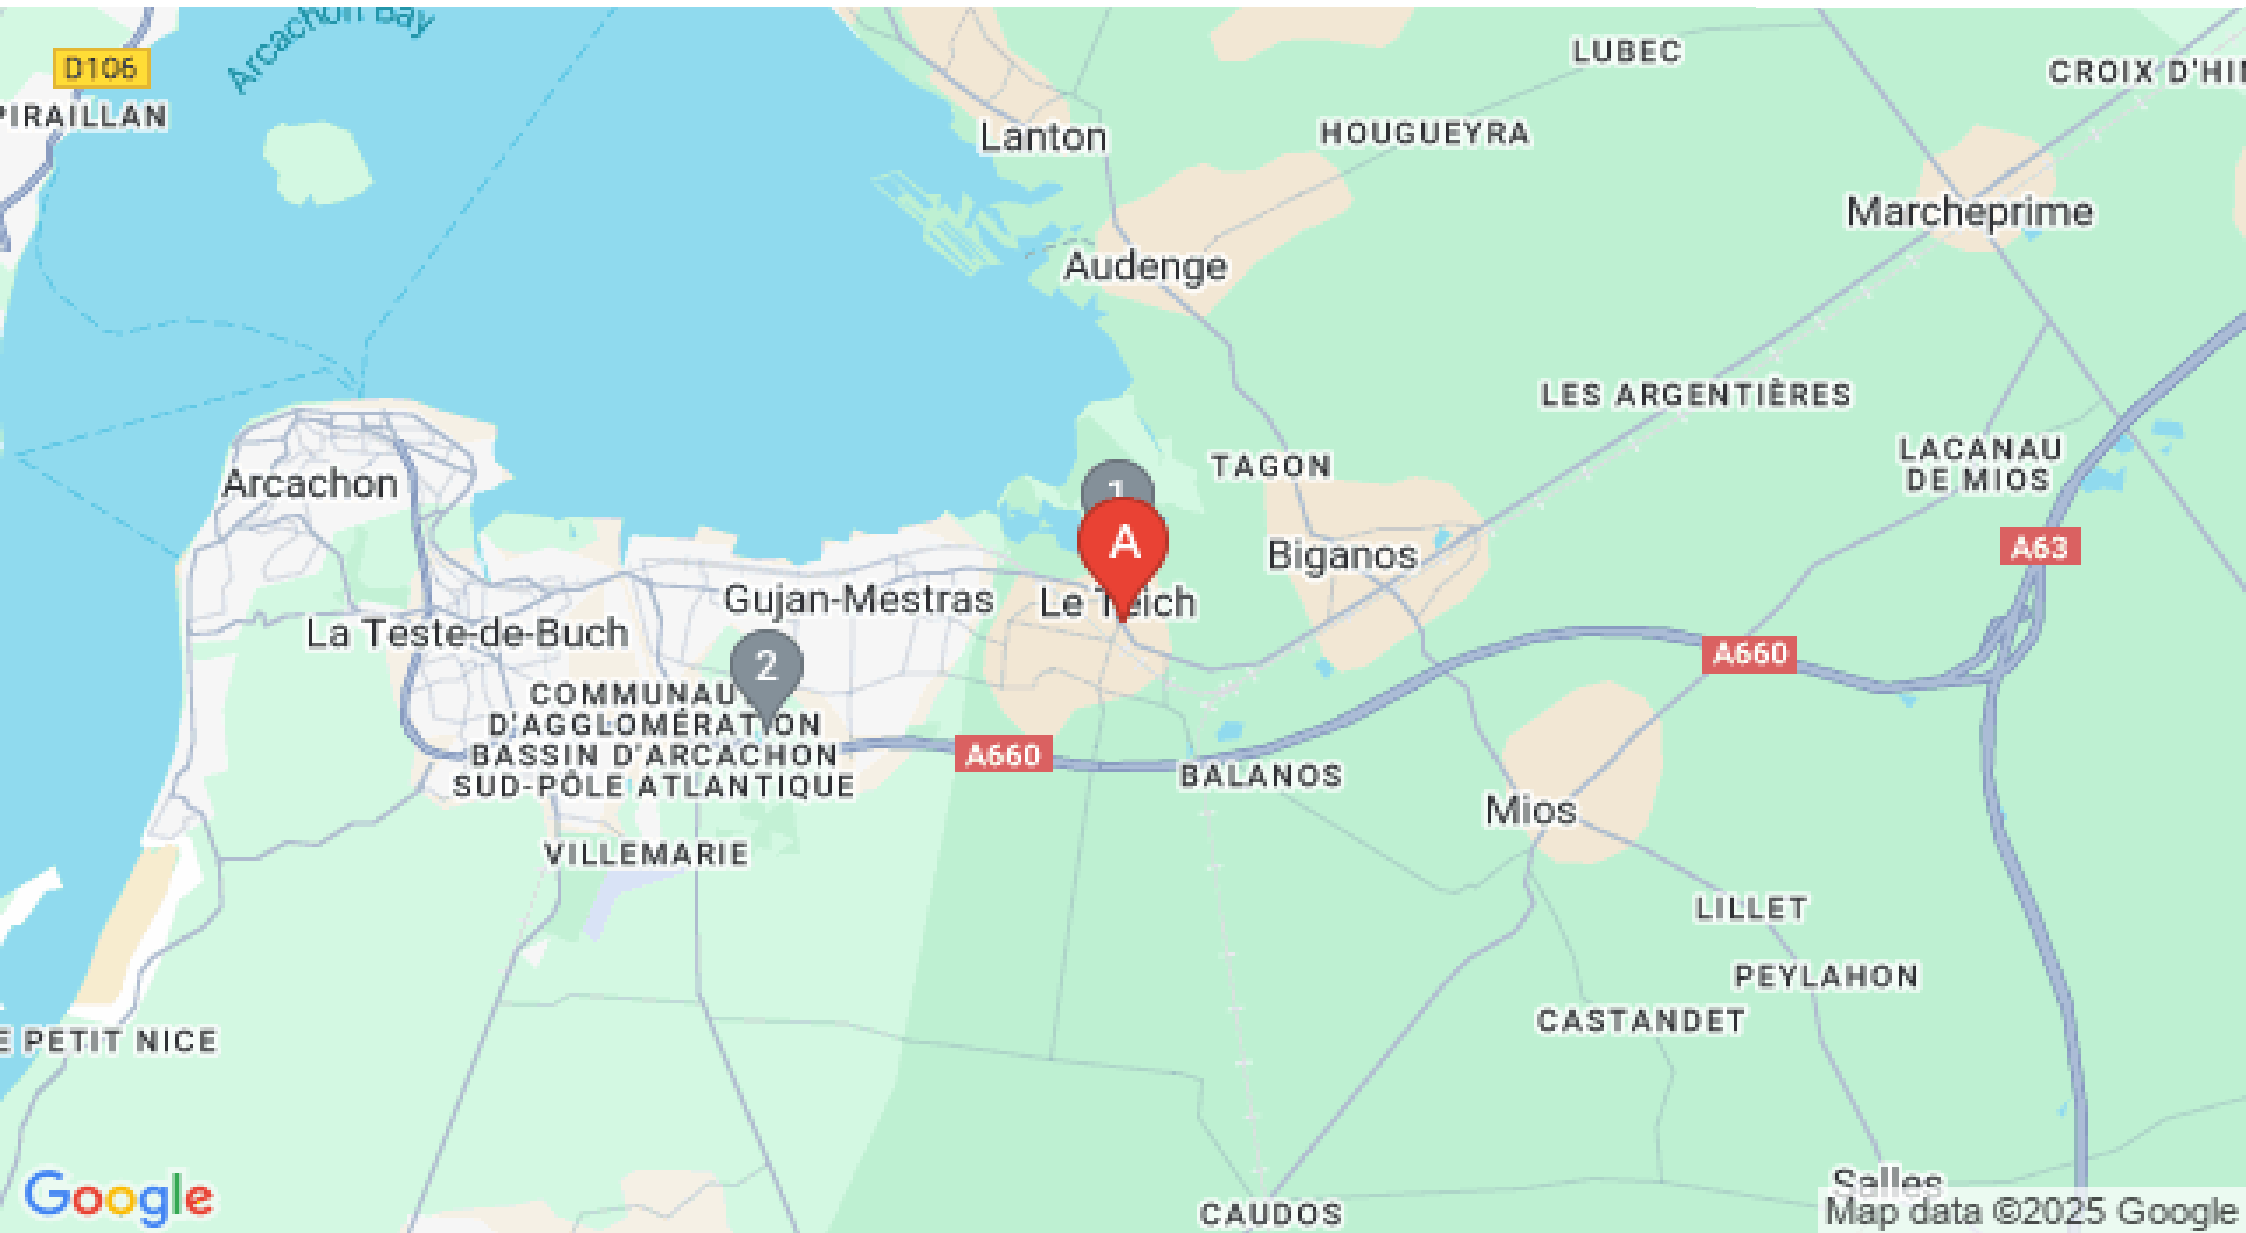 Arcachon Bay
D106
LUBEC
CROIX D'HI
PIRAILLAN
HOUGUEYRA
Lanton
Marcheprime
Audenge
LES ARGENTIÈRES
TAGON
LACANAU
DE MIOS
Arcachon
1
A
A63
Biganos
Gujan-Mestras
Le Teich
La Teste-de-Buch
2
A660
COMMUNAU
D'AGGLOMÉRATION
BASSIN D'ARCACHON
SUD-PÔLE ATLANTIQUE
A660
BALANOS
Mios
VILLEMARIE
LILLET
PEYLAHON
CASTANDET
E PETIT NICE
Salles
Google
CAUDOS
Map data ©2025 Google